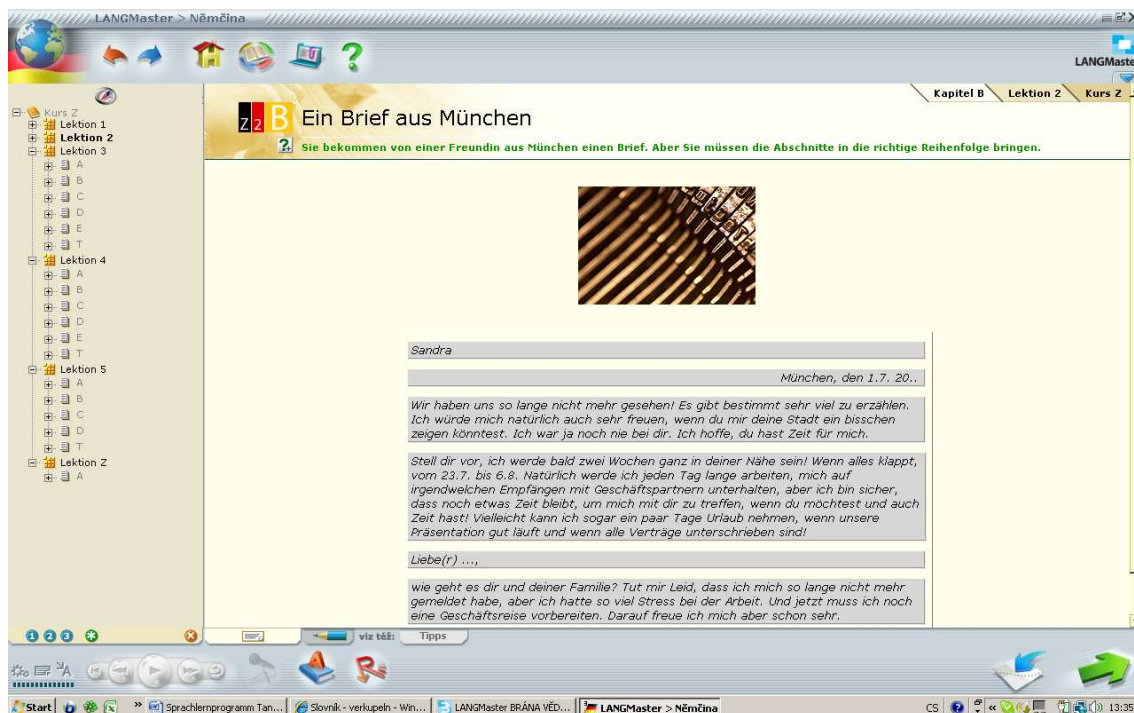 LANGMaster > Němčina
LANGMaste
Kurs Z
Lektion 1
Lektion 2
Lektion 3
A
B
C
D
E
T
Lektion 4
A
B
C
D
E
T
Lektion 5
A
B
C
D
T
Lektion Z
A
Kapitel B Lektion 2 Kurs Z
Z 2 B Ein Brief aus München
Sie bekommen von einer Freundin aus München einen Brief. Aber Sie müssen die Abschnitte in die richtige Reihenfolge bringen.
Sandra
München, den 1.7. 20..
Wir haben uns so lange nicht mehr gesehen! Es gibt bestimmt sehr viel zu erzählen.
Ich würde mich natürlich auch sehr freuen, wenn du mir deine Stadt ein bisschen
zeigen könntest. Ich war ja noch nie bei dir. Ich hoffe, du hast Zeit für mich.
Stell dir vor, ich werde bald zwei Wochen ganz in deiner Nähe sein! Wenn alles klappt,
vom 23.7. bis 6.8. Natürlich werde ich jeden Tag lange arbeiten, mich auf
irgendwelchen Empfängen mit Geschäftspartnern unterhalten, aber ich bin sicher,
dass noch etwas Zeit bleibt, um mich mit dir zu treffen, wenn du möchtest und auch
Zeit hast! Vielleicht kann ich sogar ein paar Tage Urlaub nehmen, wenn unsere
Präsentation gut läuft und wenn alle Verträge unterschrieben sind!
Liebe(r) ...,
wie geht es dir und deiner Familie? Tut mir Leid, dass ich mich so lange nicht mehr
gemeldet habe, aber ich hatte so viel Stress bei der Arbeit. Und jetzt muss ich noch
eine Geschäftsreise vorbereiten. Darauf freue ich mich aber schon sehr.
1 2 3
viz též: Tipps
Start » Sprachlernprogramm Tan... Slovník - verkupeln - Win... LANGMaster BRÁNA VĚD... LANGMaster > Němčina CS 13:35